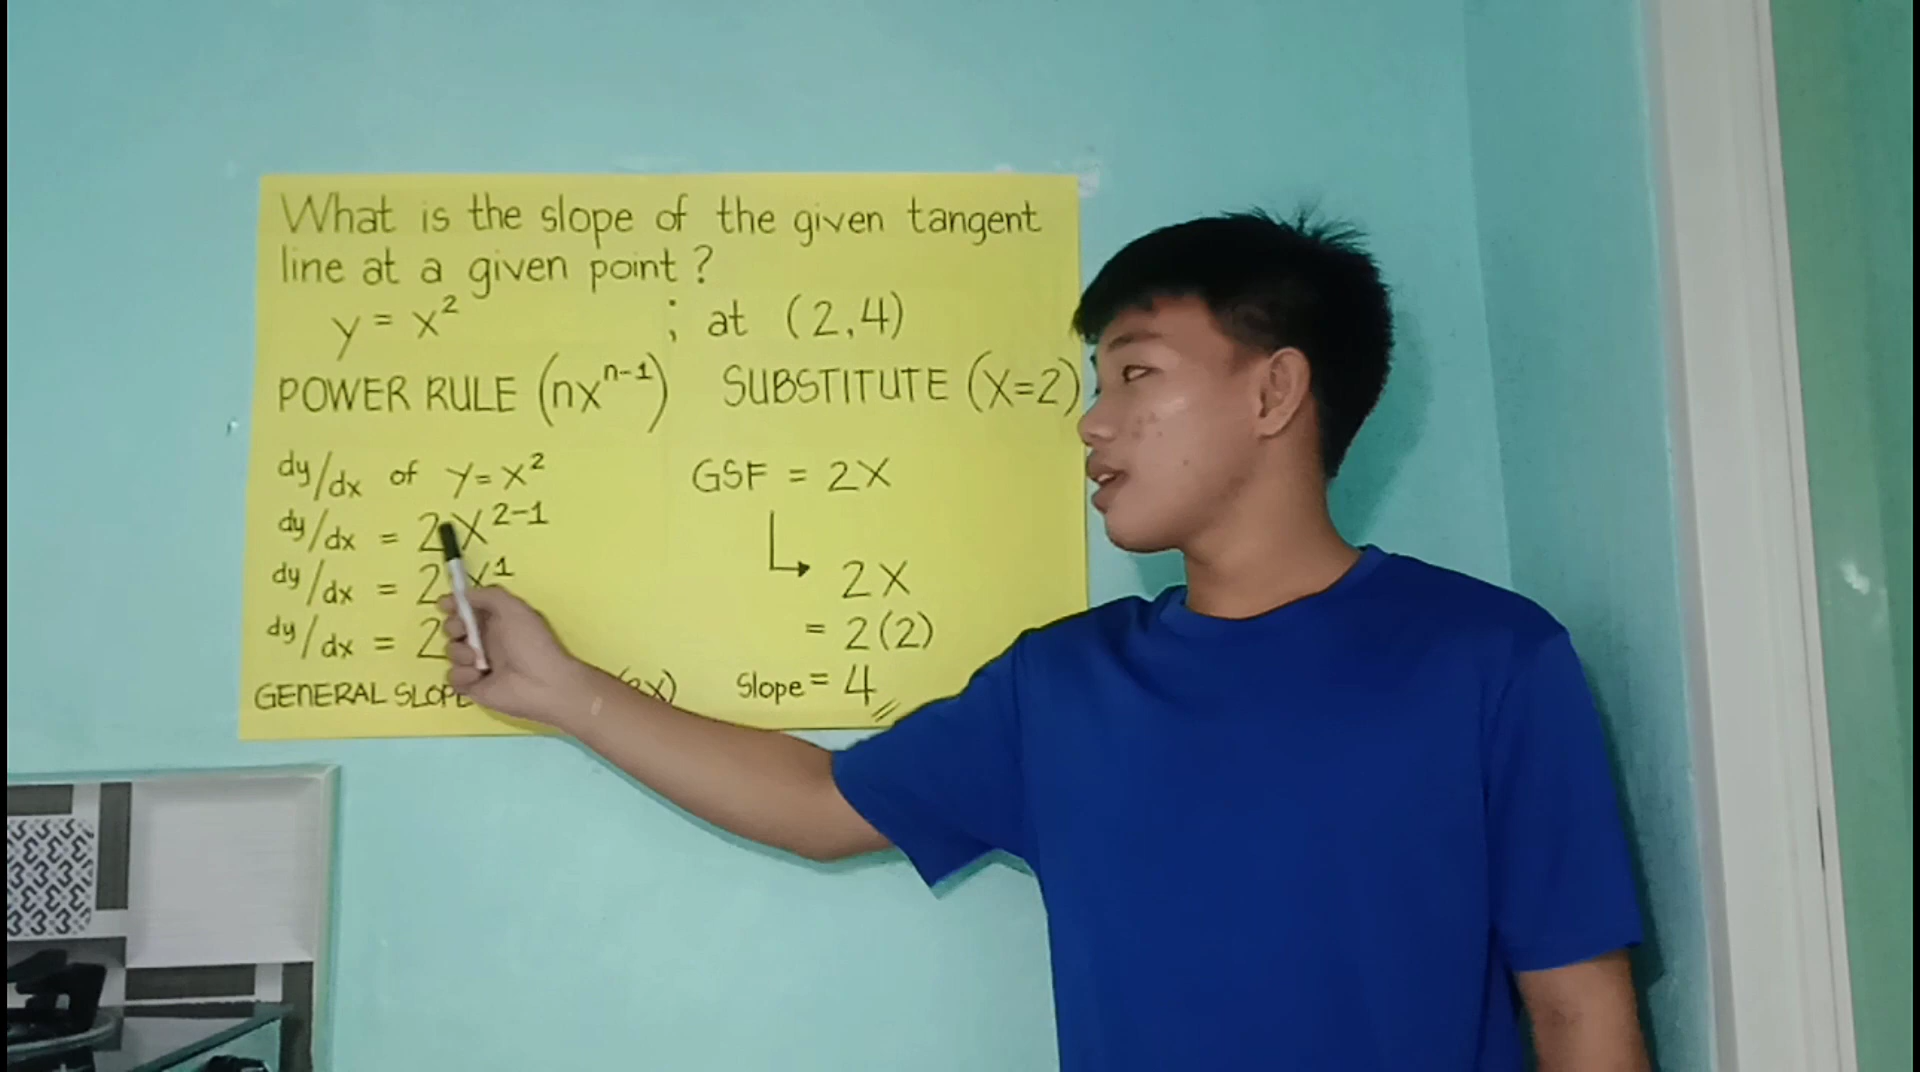 What is the slope of the given tangent
line at a given point ?
y = x² ; at (2,4)
POWER RULE (nxⁿ⁻¹) SUBSTITUTE (X=2)
dy/dx of y=x²
dy/dx = 2X²⁻¹
dy/dx = 2X¹
dy/dx = 2
GENERAL SLOPE
GSF = 2X
2X
= 2(2)
Slope = 4